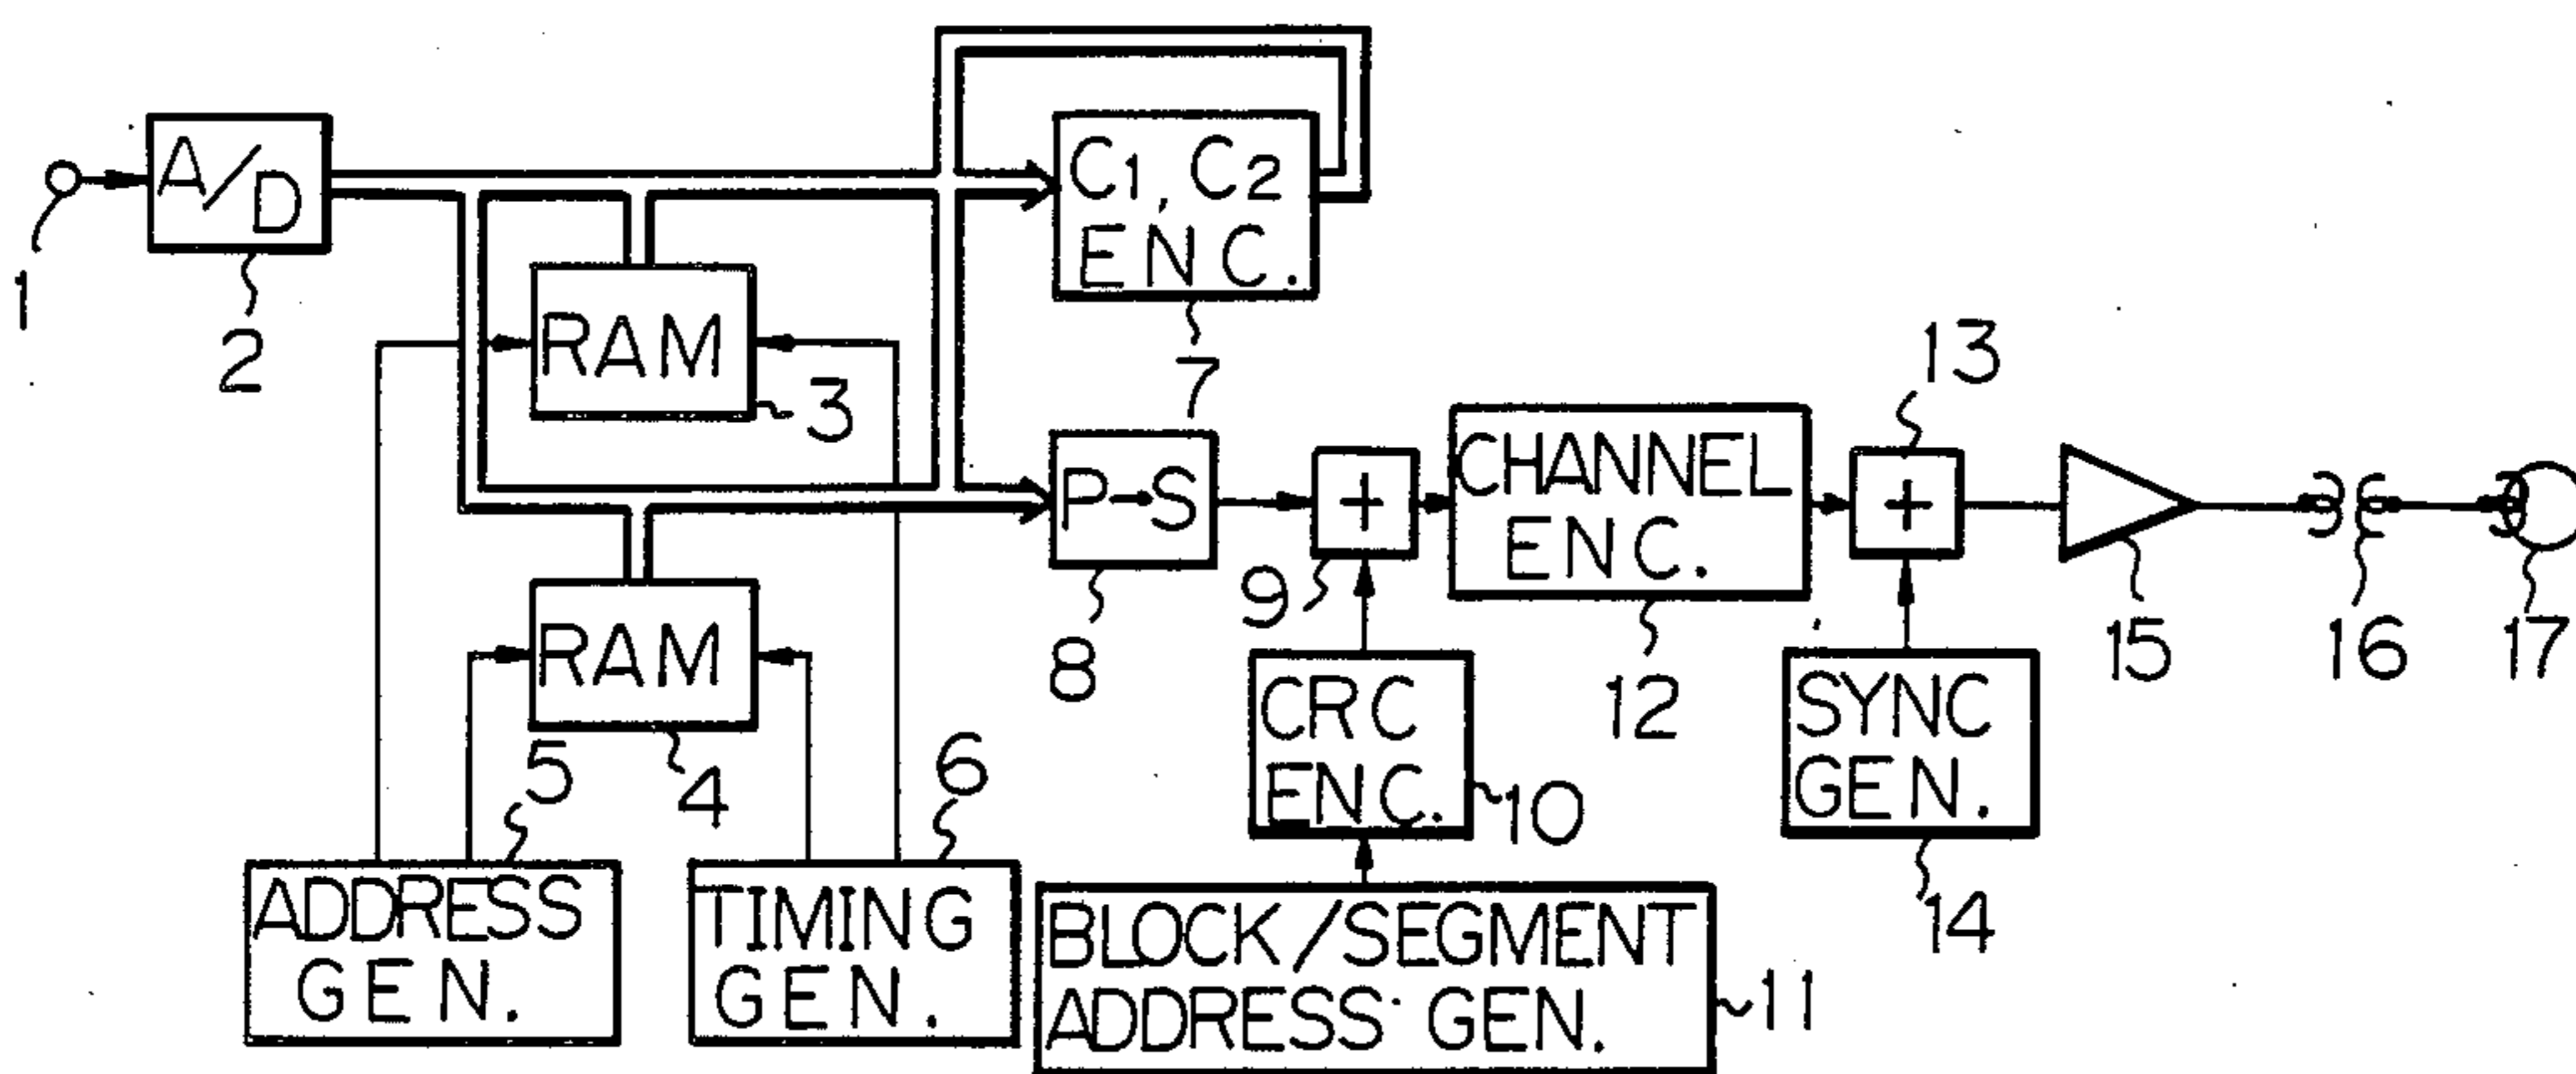 A/D
1
2
RAM
3
C1, C2
ENC.
7
RAM
4
P→S
8
+
9
CHANNEL
ENC.
12
+
13
15
16
17
CRC
ENC.
10
SYNC
GEN.
14
ADDRESS
GEN.
5
TIMING
GEN.
6
BLOCK/SEGMENT
ADDRESS GEN.
11